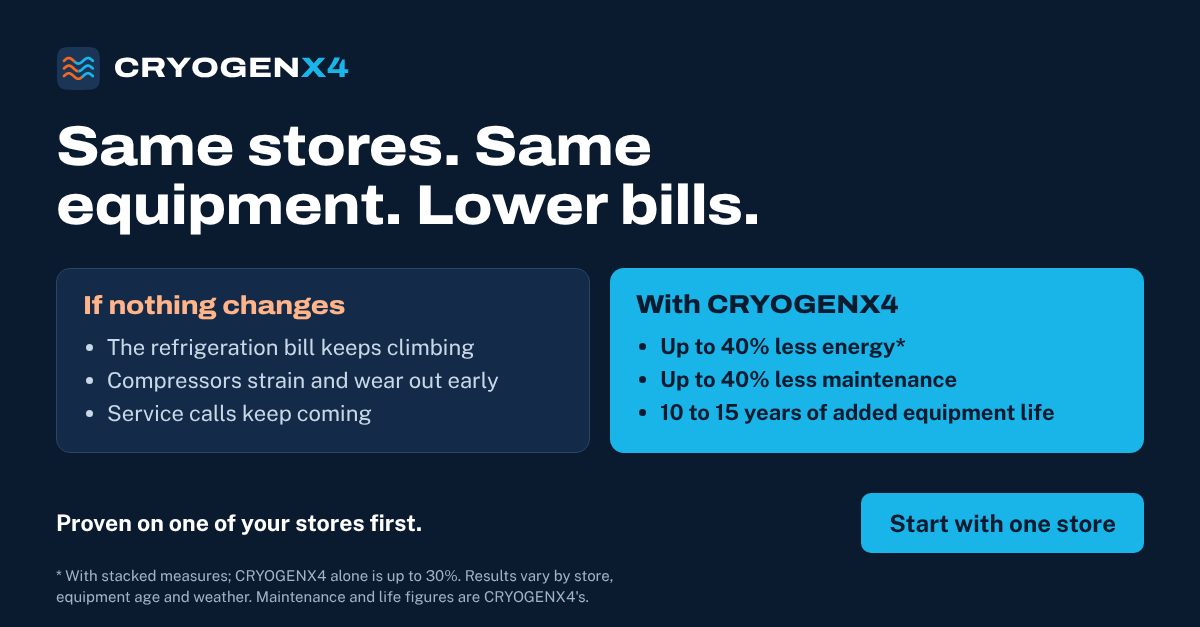 CRYOGENX4
Same stores. Same
equipment. Lower bills.
If nothing changes
• The refrigeration bill keeps climbing
• Compressors strain and wear out early
• Service calls keep coming
With CRYOGENX4
• Up to 40% less energy*
• Up to 40% less maintenance
• 10 to 15 years of added equipment life
Proven on one of your stores first.
Start with one store
* With stacked measures; CRYOGENX4 alone is up to 30%. Results vary by store,
equipment age and weather. Maintenance and life figures are CRYOGENX4's.